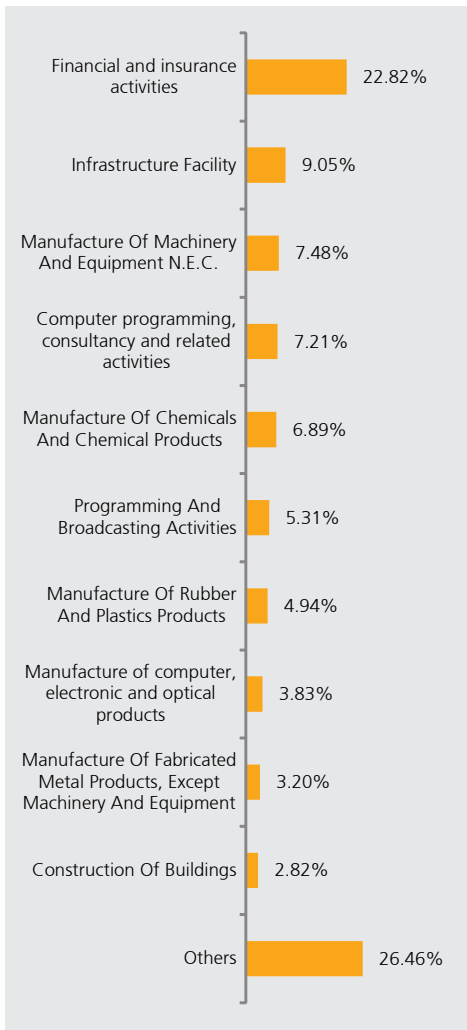 Financial and insurance
activities
22.82%
Infrastructure Facility
9.05%
Manufacture Of Machinery
And Equipment N.E.C.
7.48%
Computer programming,
consultancy and related
activities
7.21%
Manufacture Of Chemicals
And Chemical Products
6.89%
Programming And
Broadcasting Activities
5.31%
Manufacture Of Rubber
And Plastics Products
4.94%
Manufacture of computer,
electronic and optical
products
3.83%
Manufacture Of Fabricated
Metal Products, Except
Machinery And Equipment
3.20%
Construction Of Buildings
2.82%
Others
26.46%